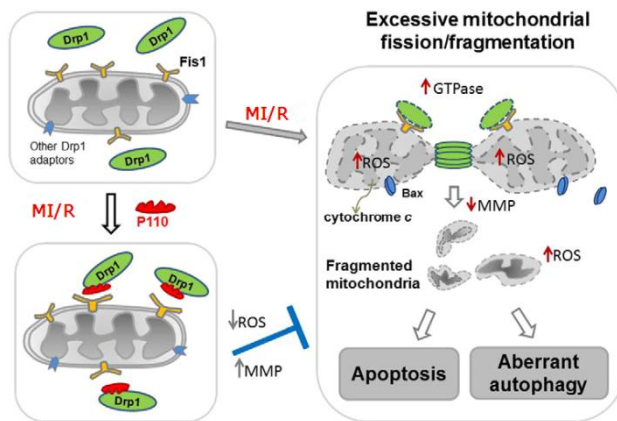 Drp1
Drp1
Fis1
Other Drp1
adaptors
Drp1
MI/R
P110
Drp1
Drp1
Drp1
MI/R
Excessive mitochondrial
fission/fragmentation
GTPase
ROS
ROS
Bax
cytochrome c
MMP
ROS
Fragmented
mitochondria
ROS
MMP
Apoptosis
Aberrant
autophagy